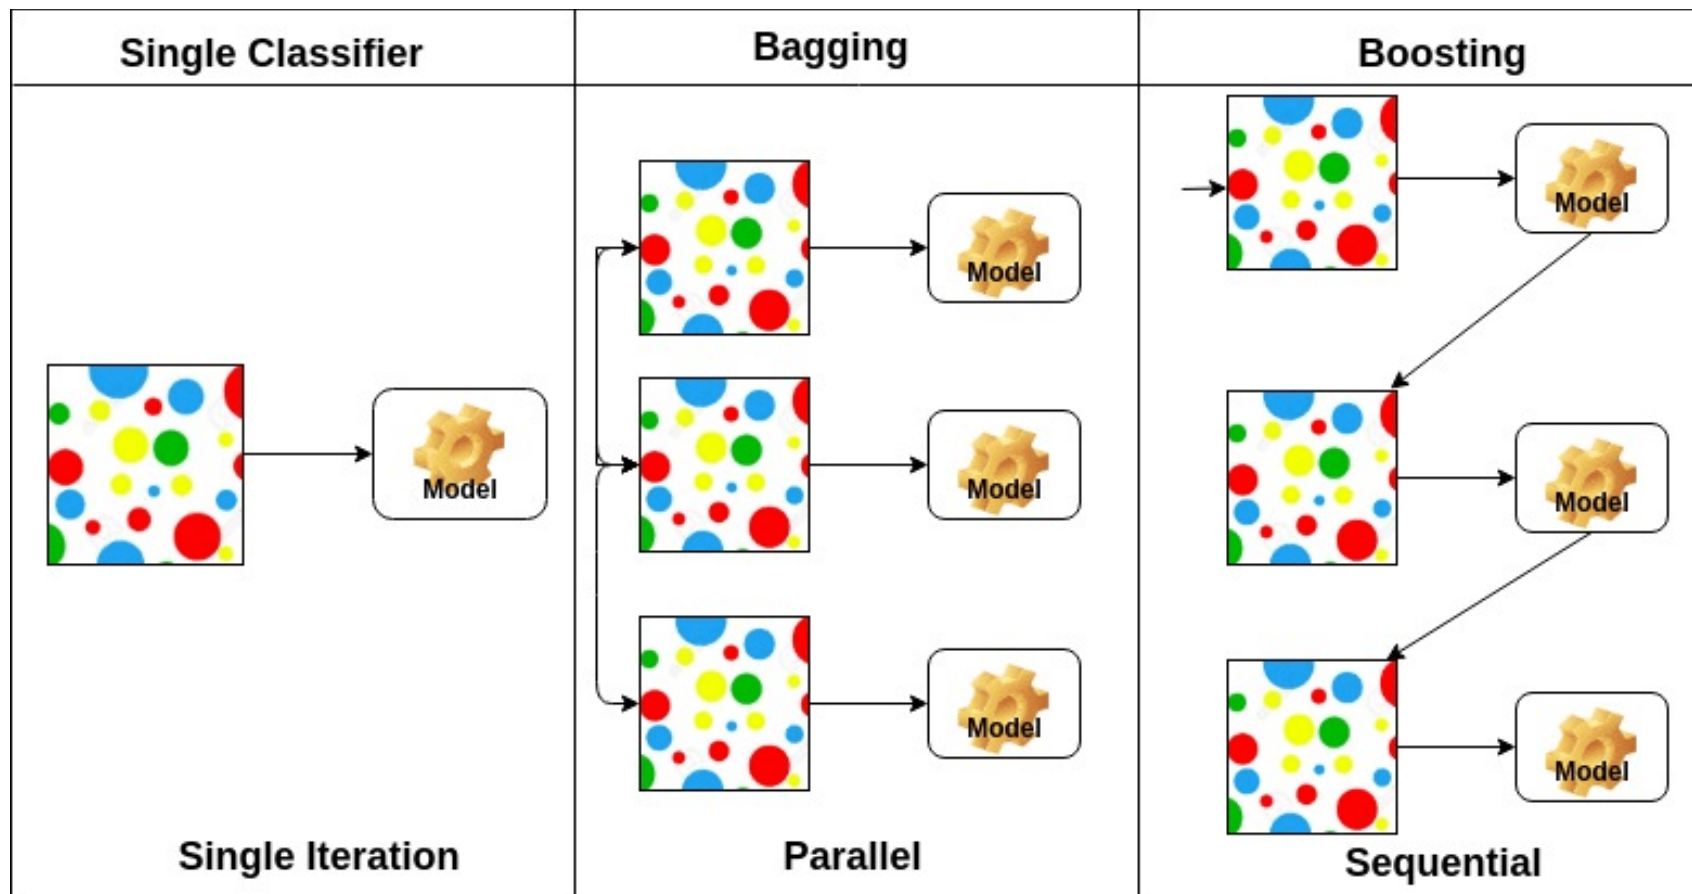 Single Classifier
Bagging
Boosting
Model
Model
Model
Model
Model
Model
Model
Single Iteration
Parallel
Sequential